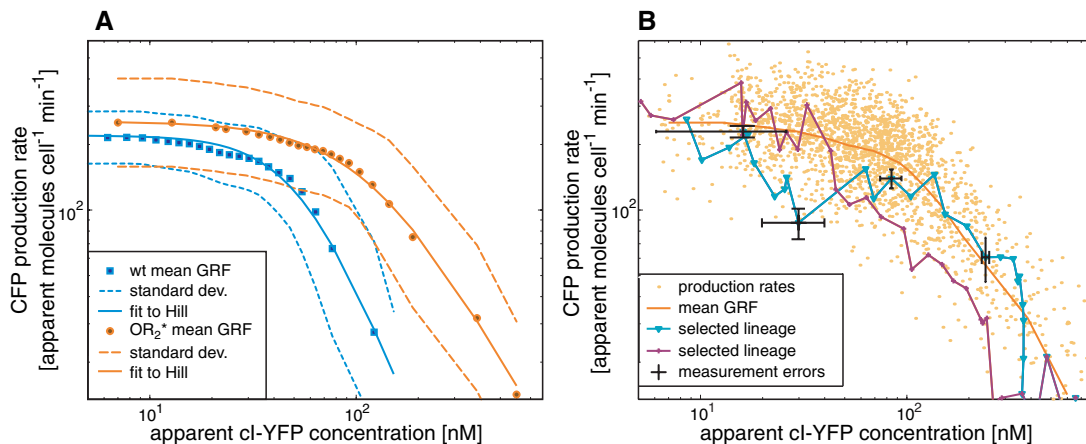 A
CFP production rate
[apparent molecules cell⁻¹ min⁻¹]
10²
wt mean GRF
standard dev.
fit to Hill
OR₂* mean GRF
standard dev.
fit to Hill
10¹
10²
apparent cI-YFP concentration [nM]
B
CFP production rate
[apparent molecules cell⁻¹ min⁻¹]
10²
production rates
mean GRF
selected lineage
selected lineage
measurement errors
10¹
10²
apparent cI-YFP concentration [nM]